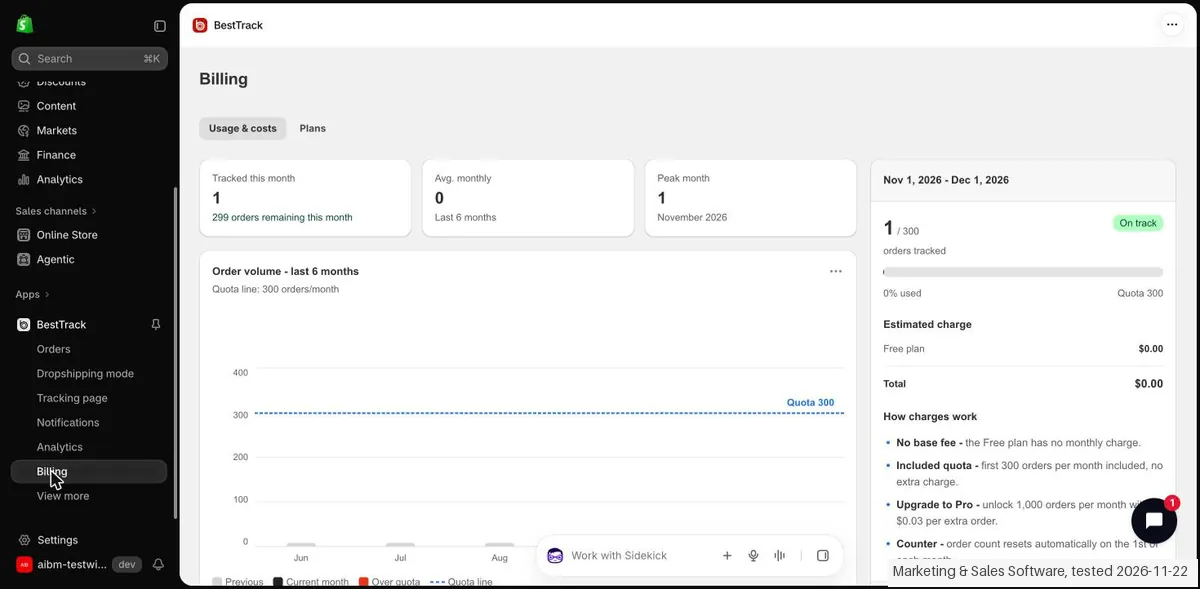 Search ⌘K
Discounts
Content
Markets
Finance
Analytics
Sales channels
Online Store
Agentic
Apps
BestTrack
Orders
Dropshipping mode
Tracking page
Notifications
Analytics
Billing
View more
Settings
aibm-testwi... dev
BestTrack
Billing
Usage & costs Plans
Tracked this month
1
299 orders remaining this month
Avg. monthly
0
Last 6 months
Peak month
1
November 2026
Order volume - last 6 months
Quota line: 300 orders/month
400
300
200
100
0
Quota 300
Jun Jul Aug
Previous Current month Over quota Quota line
Work with Sidekick
Nov 1, 2026 - Dec 1, 2026
1 / 300 On track
orders tracked
0% used Quota 300
Estimated charge
Free plan $0.00
Total $0.00
How charges work
• No base fee - the Free plan has no monthly charge.
• Included quota - first 300 orders per month included, no
extra charge.
• Upgrade to Pro - unlock 1,000 orders per month
$0.03 per extra order.
• Counter - order count resets automatically on the 1st of
1
Marketing & Sales Software, tested 2026-11-22